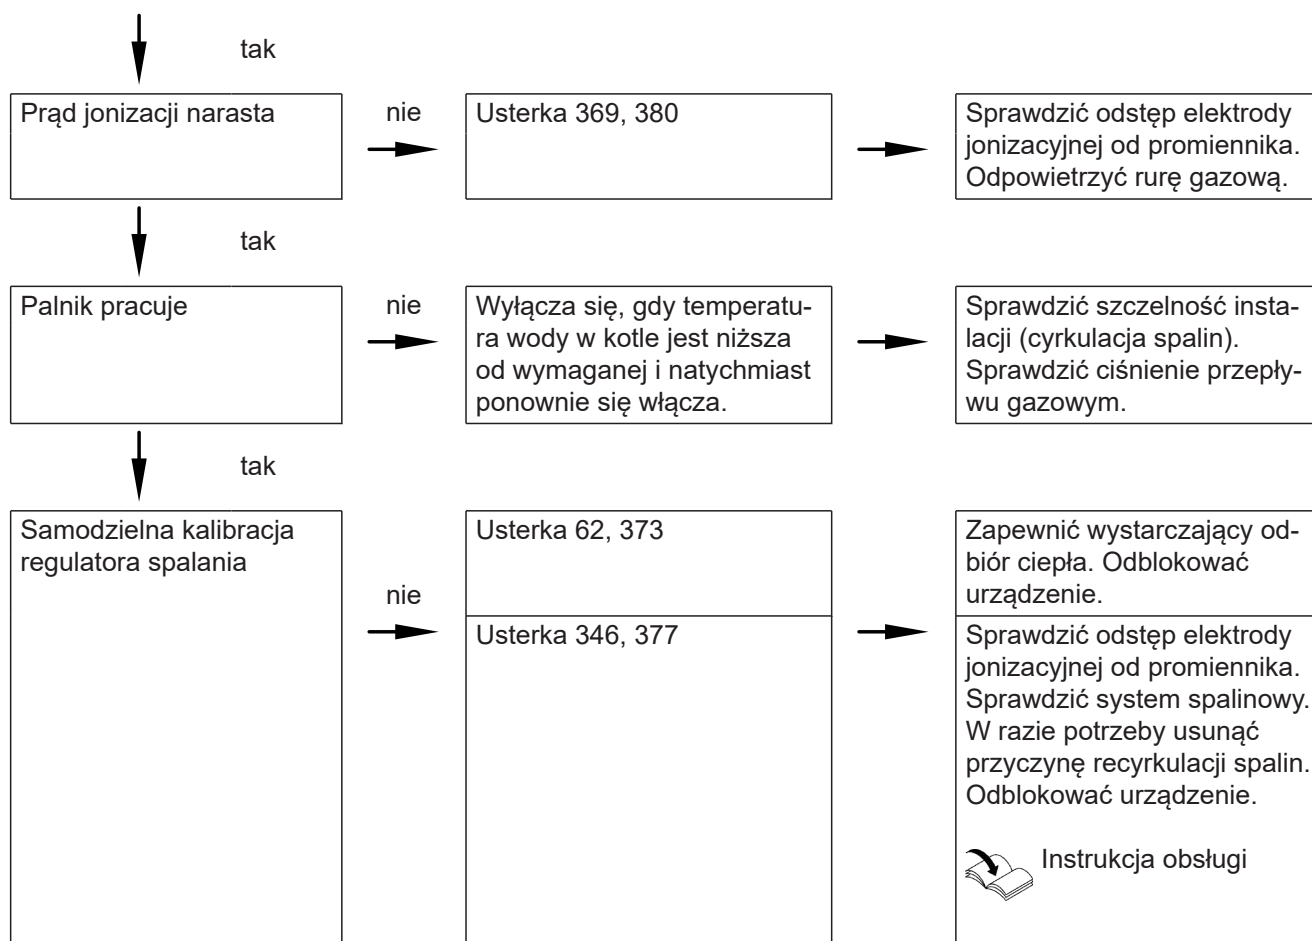 tak
Prąd jonizacji narasta
nie
Usterka 369, 380
Sprawdzić odstęp elektrody
jonizacyjnej od promiennika.
Odpowietrzyć rurę gazową.
tak
Palnik pracuje
nie
Wyłącza się, gdy temperatu-
ra wody w kotle jest niższa
od wymaganej i natychmiast
ponownie się włącza.
Sprawdzić szczelność insta-
lacji (cyrkulacja spalin).
Sprawdzić ciśnienie przepły-
wu gazowym.
tak
Samodzielna kalibracja
regulatora spalania
nie
Usterka 62, 373
Zapewnić wystarczający od-
biór ciepła. Odblokować
urządzenie.
Usterka 346, 377
Sprawdzić odstęp elektrody
jonizacyjnej od promiennika.
Sprawdzić system spalinowy.
W razie potrzeby usunąć
przyczynę recyrkulacji spalin.
Odblokować urządzenie.
Instrukcja obsługi